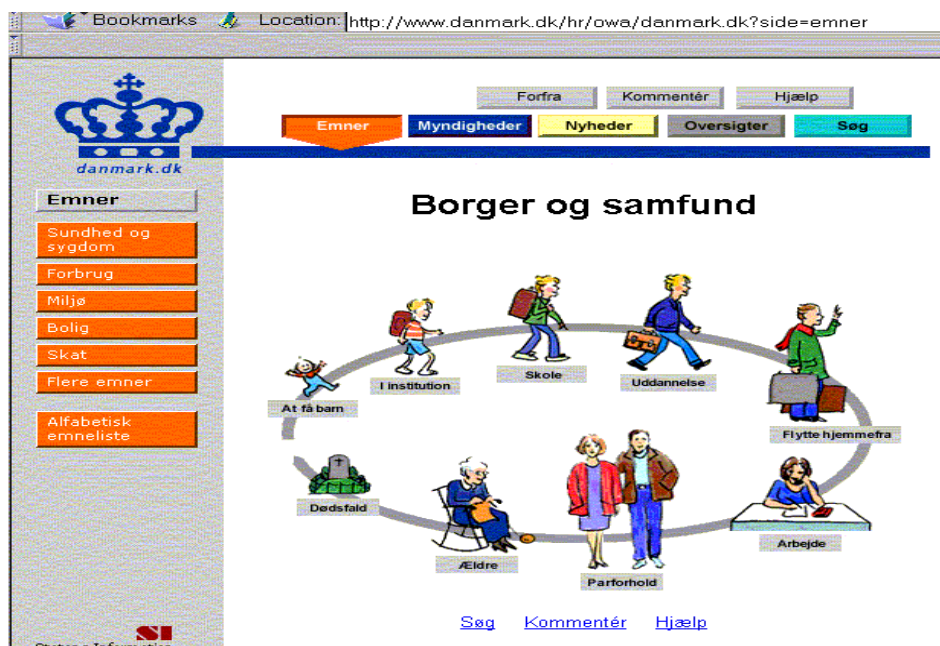 Bookmarks Location: http://www.danmark.dk/hr/owa/danmark.dk?side=emner
Forfra Kommentér Hjælp
Emner Myndigheder Nyheder Oversigter Søg
danmark.dk
Emner
Sundhed og
sygdom
Forbrug
Miljø
Bolig
Skat
Flere emner
Alfabetisk
emneliste
Borger og samfund
At få barn
I institution
Skole
Uddannelse
Flytte hjemmefra
Arbejde
Parforhold
Ældre
Dødsfald
Søg Kommentér Hjælp
SI